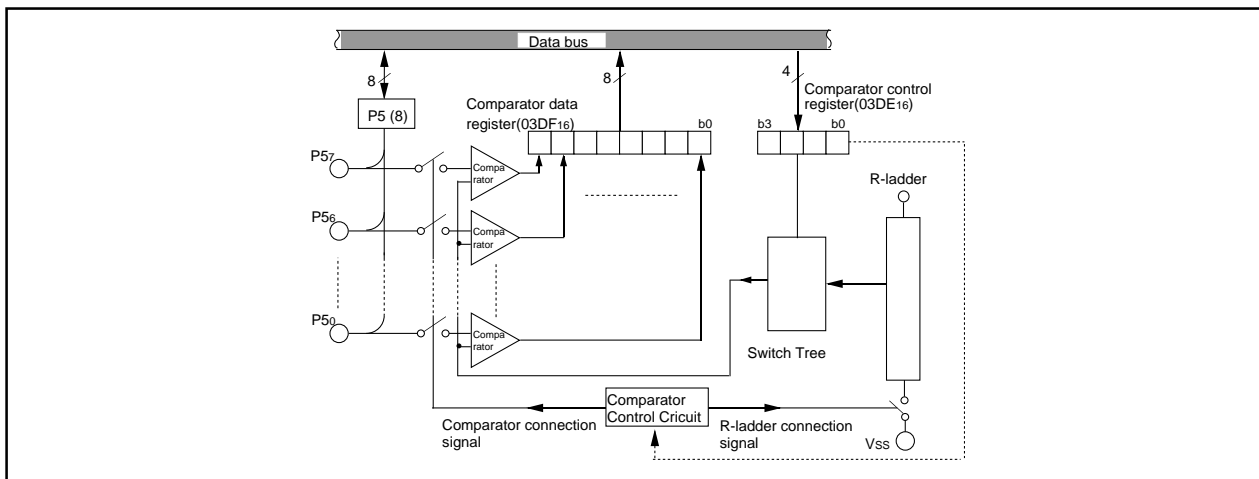 Data bus
8
8
4
Comparator control
register(03DE16)
P5 (8)
Comparator data
register(03DF16)
b0
b3
b0
P57
Compa
rator
R-ladder
P56
Compa
rator
P50
Compa
rator
Switch Tree
Comparator
Control Cricuit
Comparator connection
signal
R-ladder connection
signal
VSS